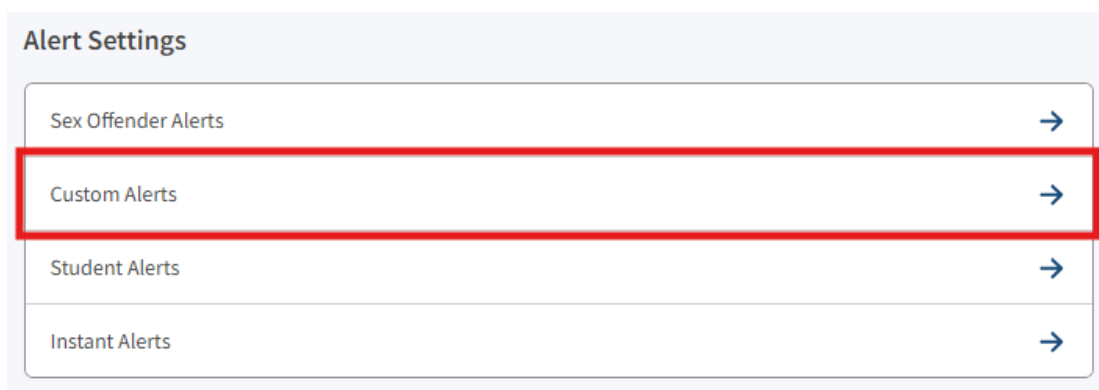 Alert Settings
Sex Offender Alerts
Custom Alerts
Student Alerts
Instant Alerts